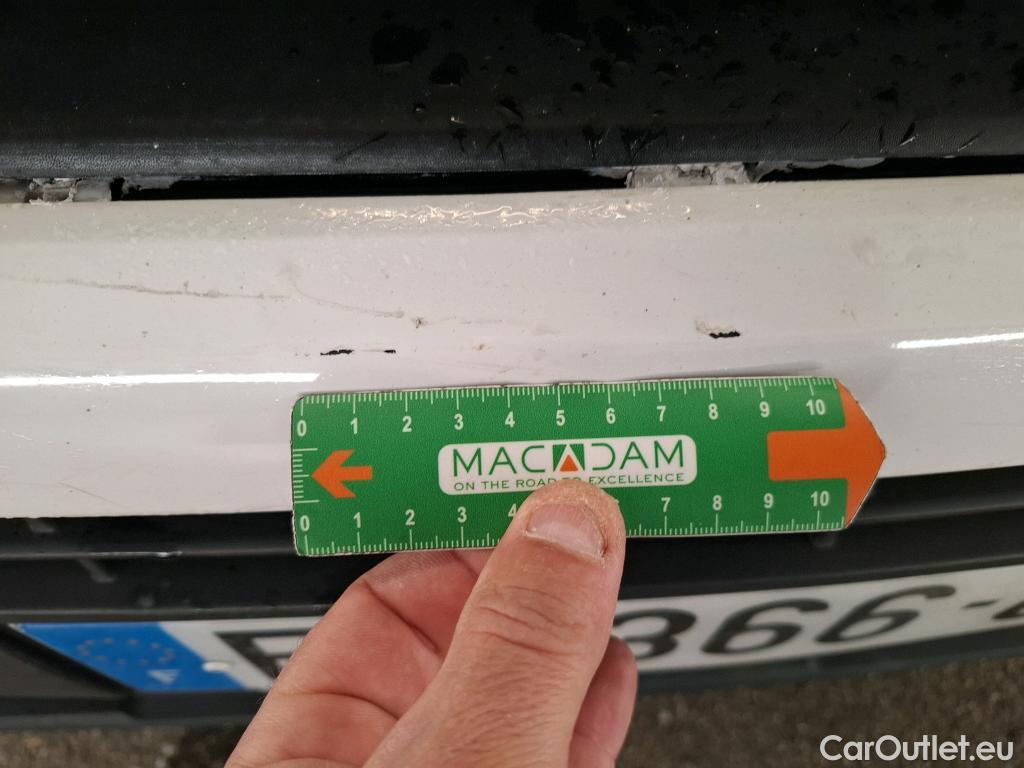 0 1 2 3 4 5 6 7 8 9 10
MACADAM
ON THE ROAD TO EXCELLENCE
0 1 2 3 4 7 8 9 10
366-
CarOutlet.eu